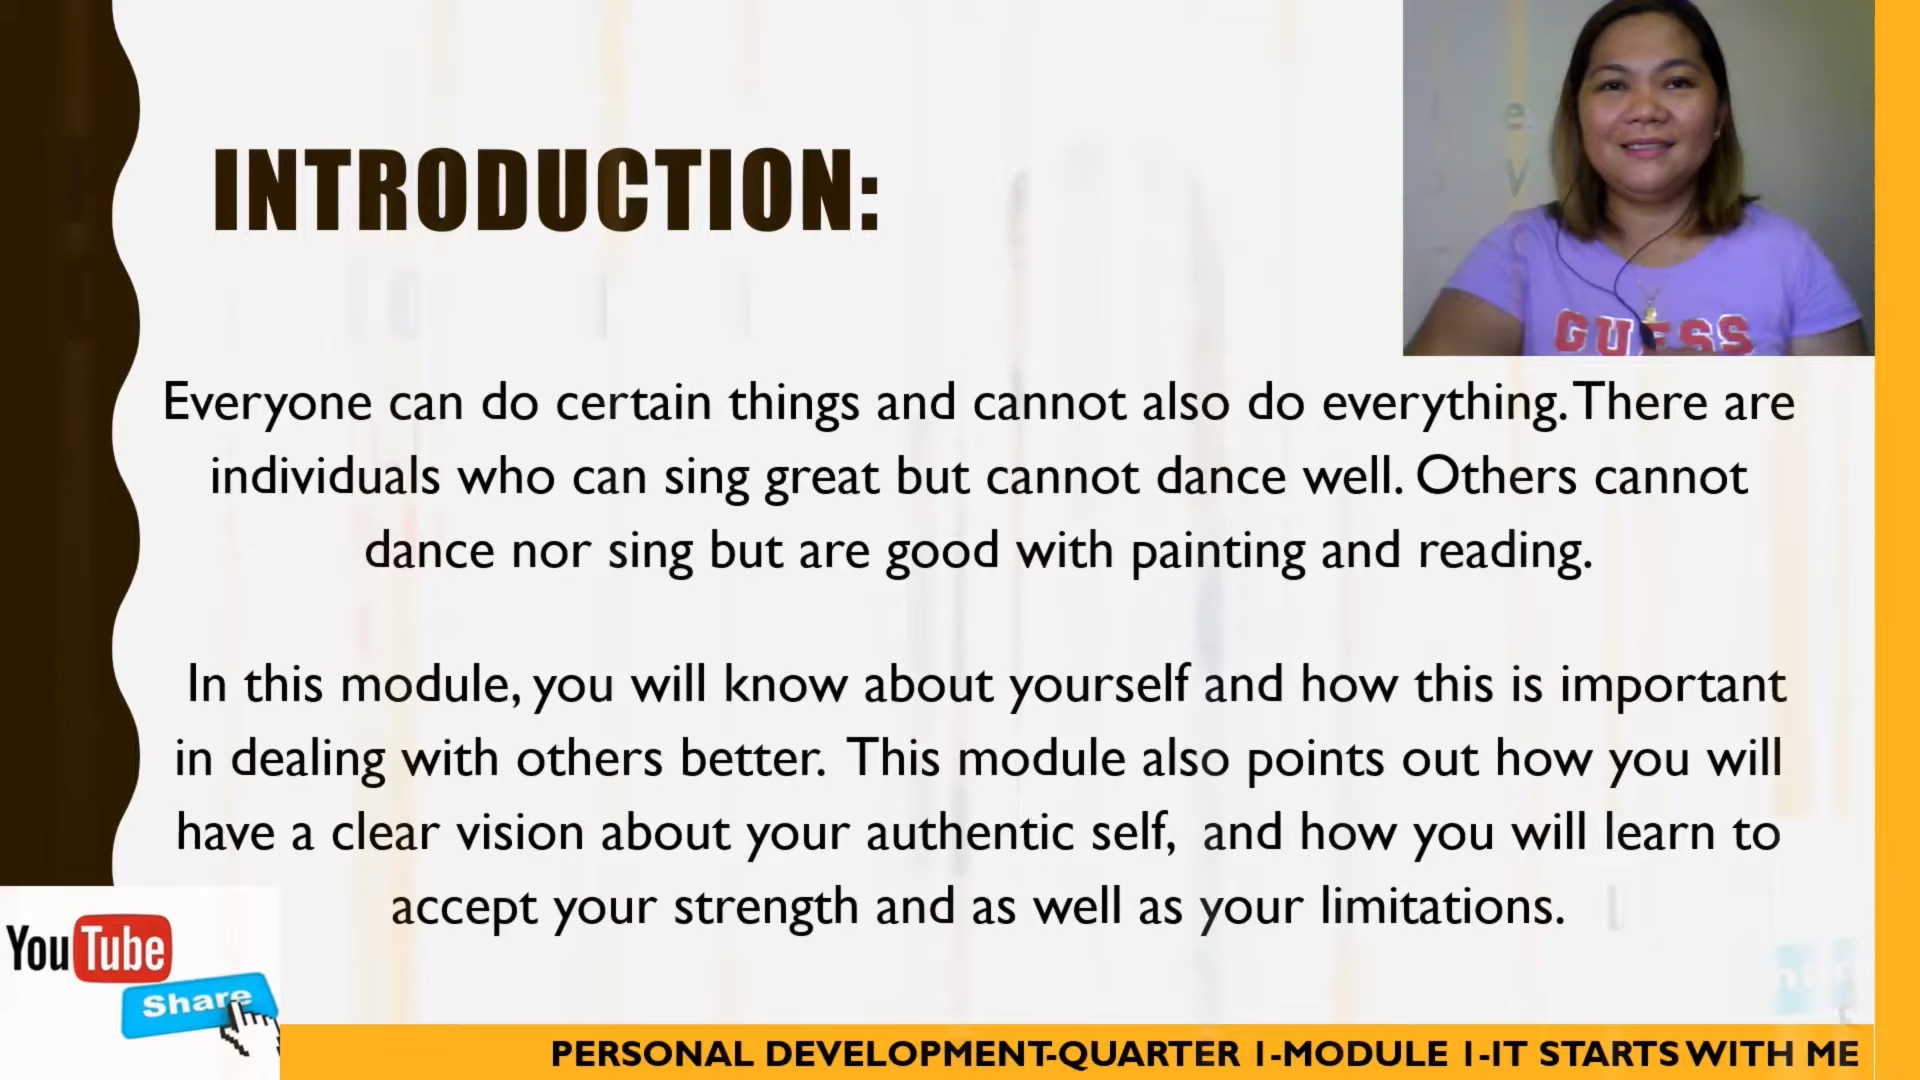 INTRODUCTION:
GUESS
Everyone can do certain things and cannot also do everything. There are
individuals who can sing great but cannot dance well. Others cannot
dance nor sing but are good with painting and reading.
In this module, you will know about yourself and how this is important
in dealing with others better. This module also points out how you will
have a clear vision about your authentic self, and how you will learn to
accept your strength and as well as your limitations.
YouTube
Share
PERSONAL DEVELOPMENT-QUARTER 1-MODULE 1-IT STARTS WITH ME